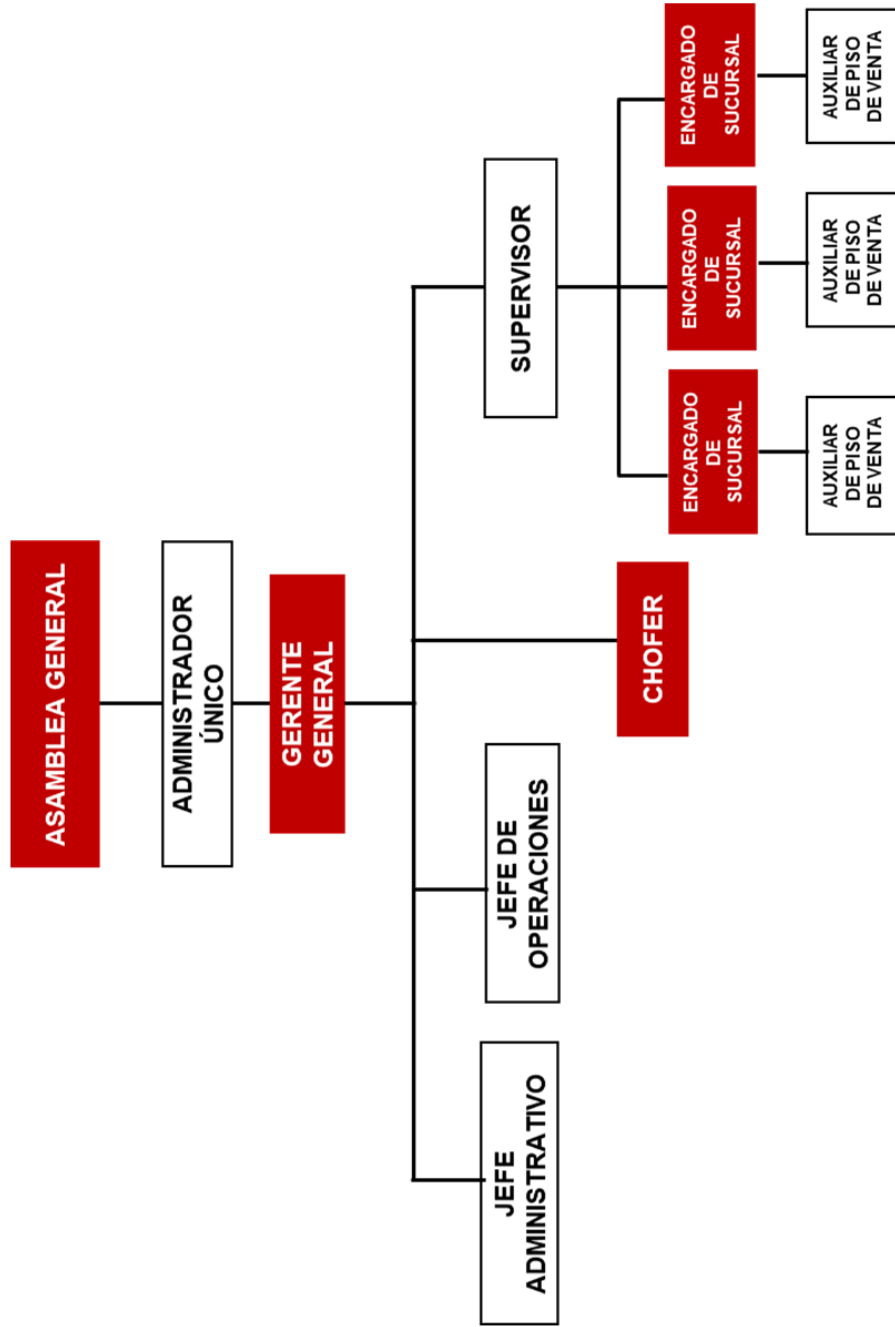 ASAMBLEA GENERAL
ADMINISTRADOR
ÚNICO
GERENTE
GENERAL
JEFE
ADMINISTRATIVO
JEFE DE
OPERACIONES
CHOFER
SUPERVISOR
ENCARGADO
DE
SUCURSAL
ENCARGADO
DE
SUCURSAL
ENCARGADO
DE
SUCURSAL
AUXILIAR
DE PISO
DE VENTA
AUXILIAR
DE PISO
DE VENTA
AUXILIAR
DE PISO
DE VENTA